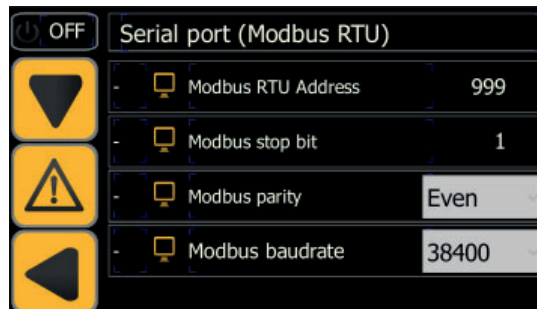 OFF Serial port (Modbus RTU)
- Modbus RTU Address 999
- Modbus stop bit 1
- Modbus parity Even
- Modbus baudrate 38400